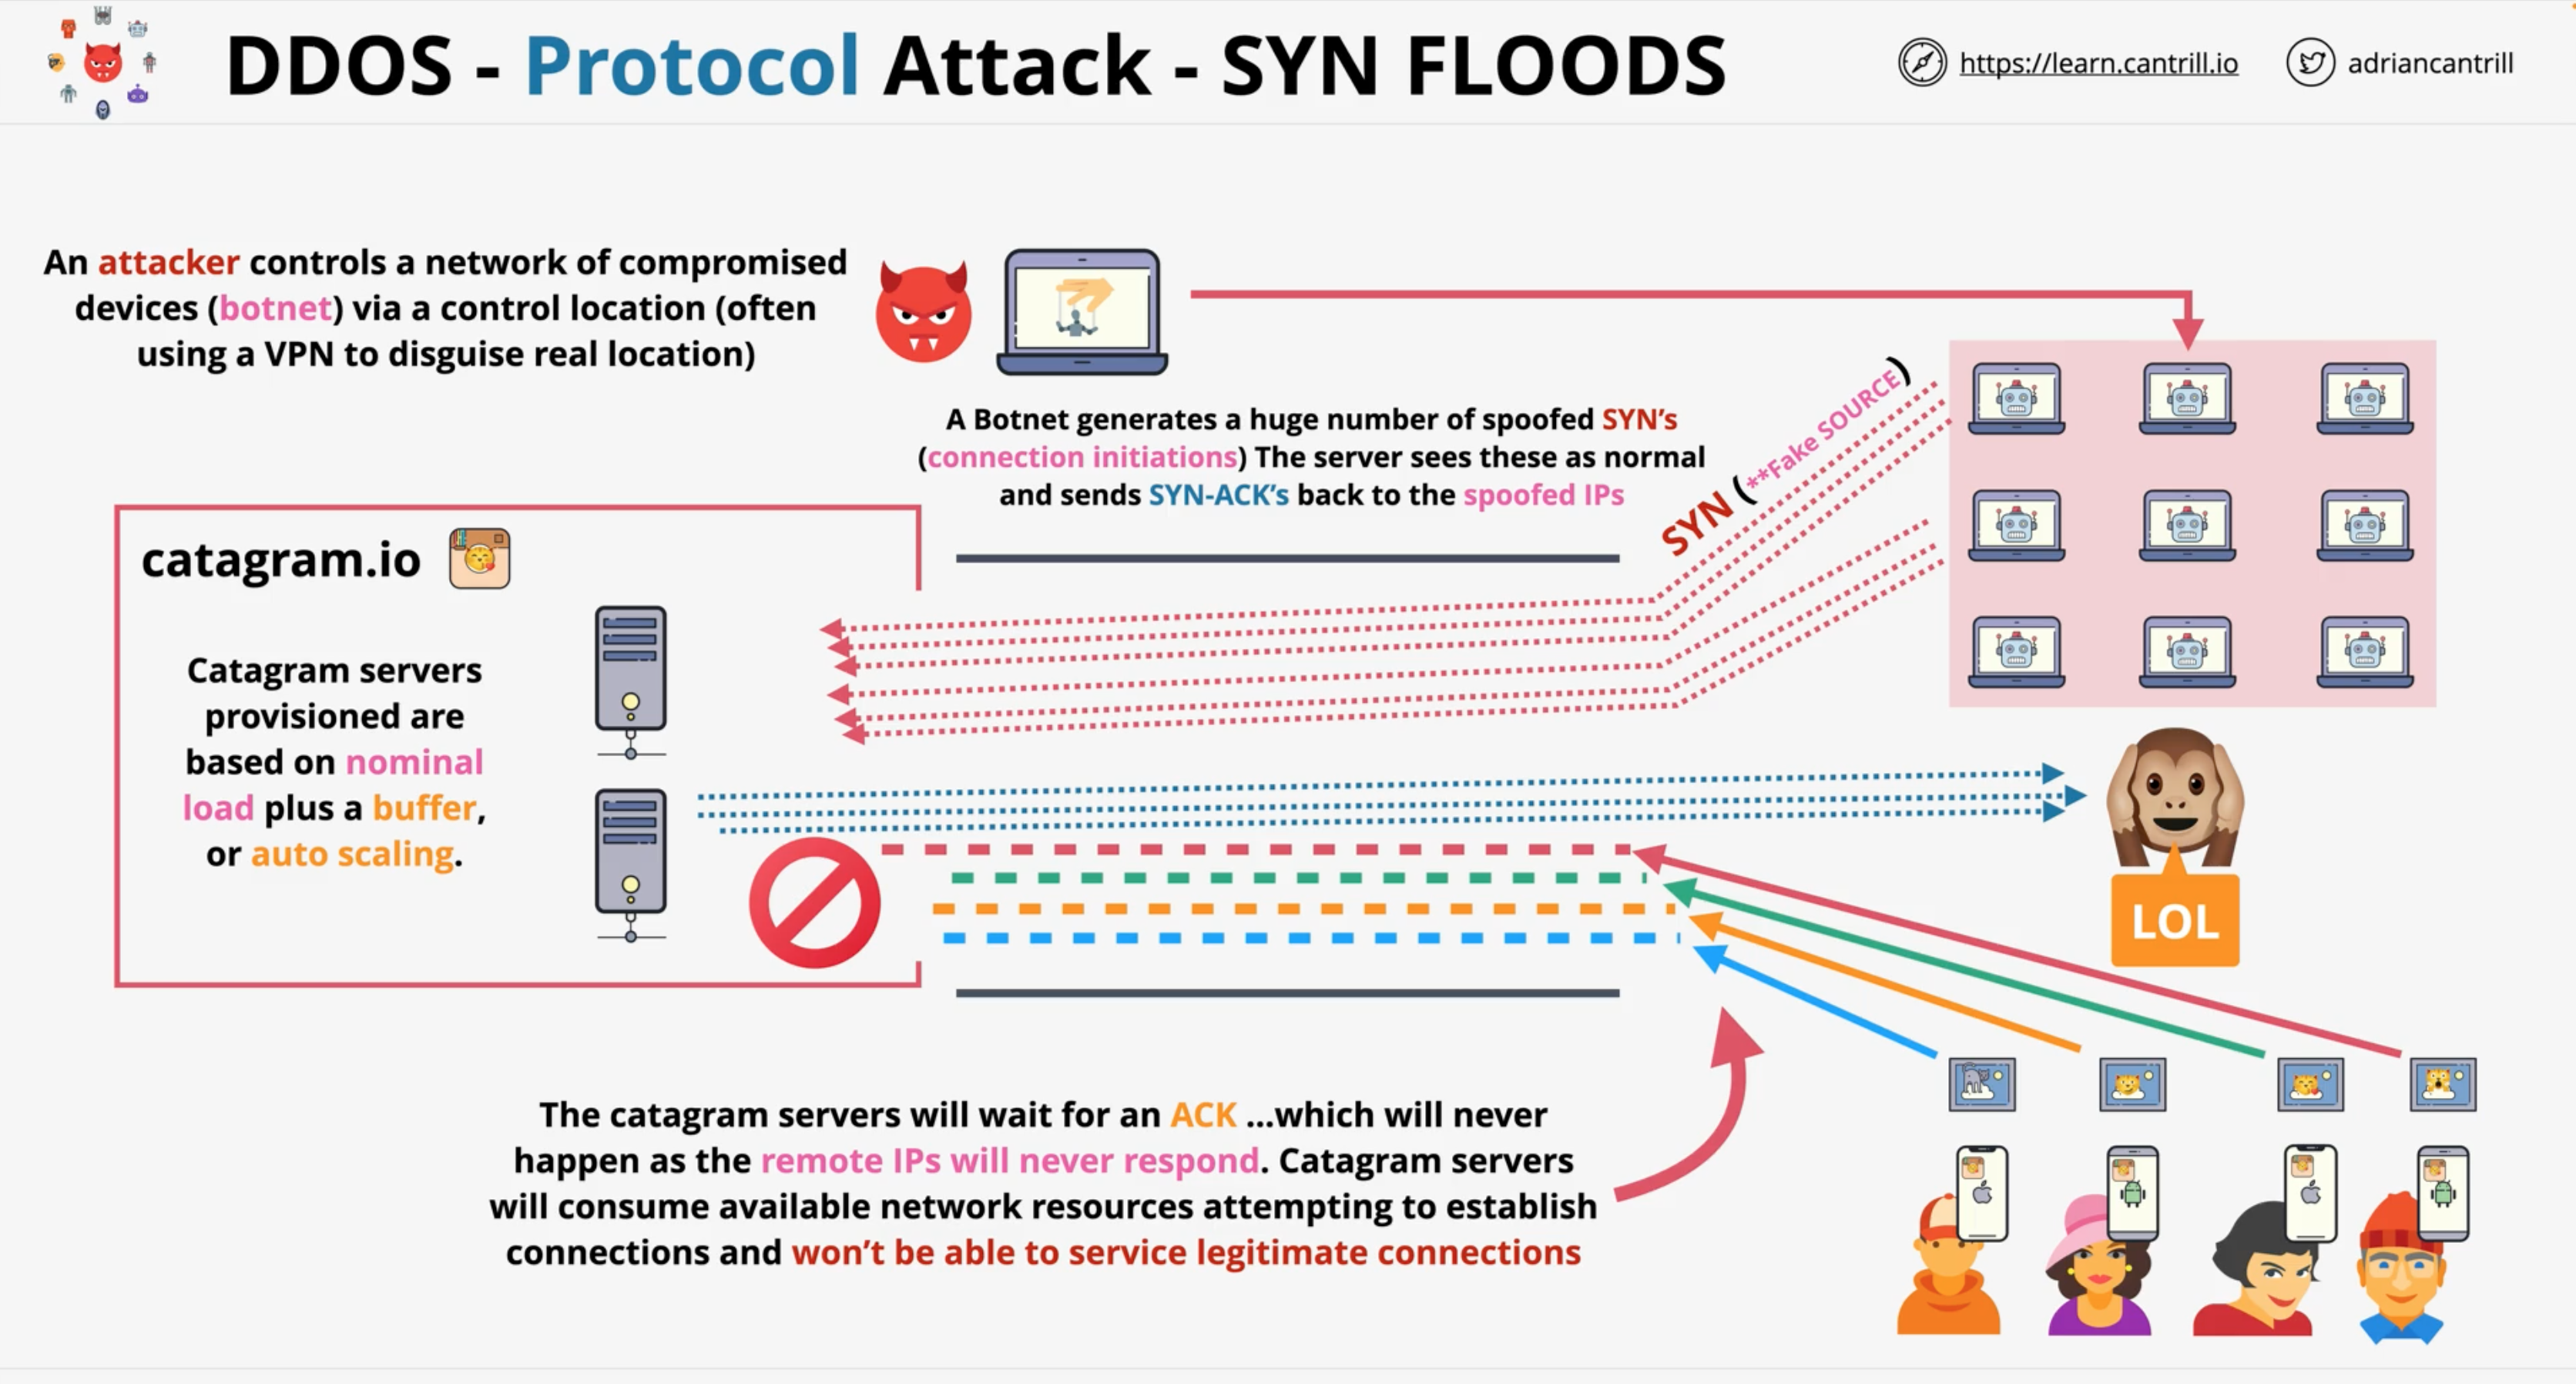 DDOS - Protocol Attack - SYN FLOODS
https://learn.cantrill.io
adriancantrill
An attacker controls a network of compromised
devices (botnet) via a control location (often
using a VPN to disguise real location)
A Botnet generates a huge number of spoofed SYN’s
(connection initiations) The server sees these as normal
and sends SYN-ACK’s back to the spoofed IPs
SYN (**Fake SOURCE)
catagram.io
Catagram servers
provisioned are
based on nominal
load plus a buffer,
or auto scaling.
LOL
The catagram servers will wait for an ACK ...which will never
happen as the remote IPs will never respond. Catagram servers
will consume available network resources attempting to establish
connections and won’t be able to service legitimate connections